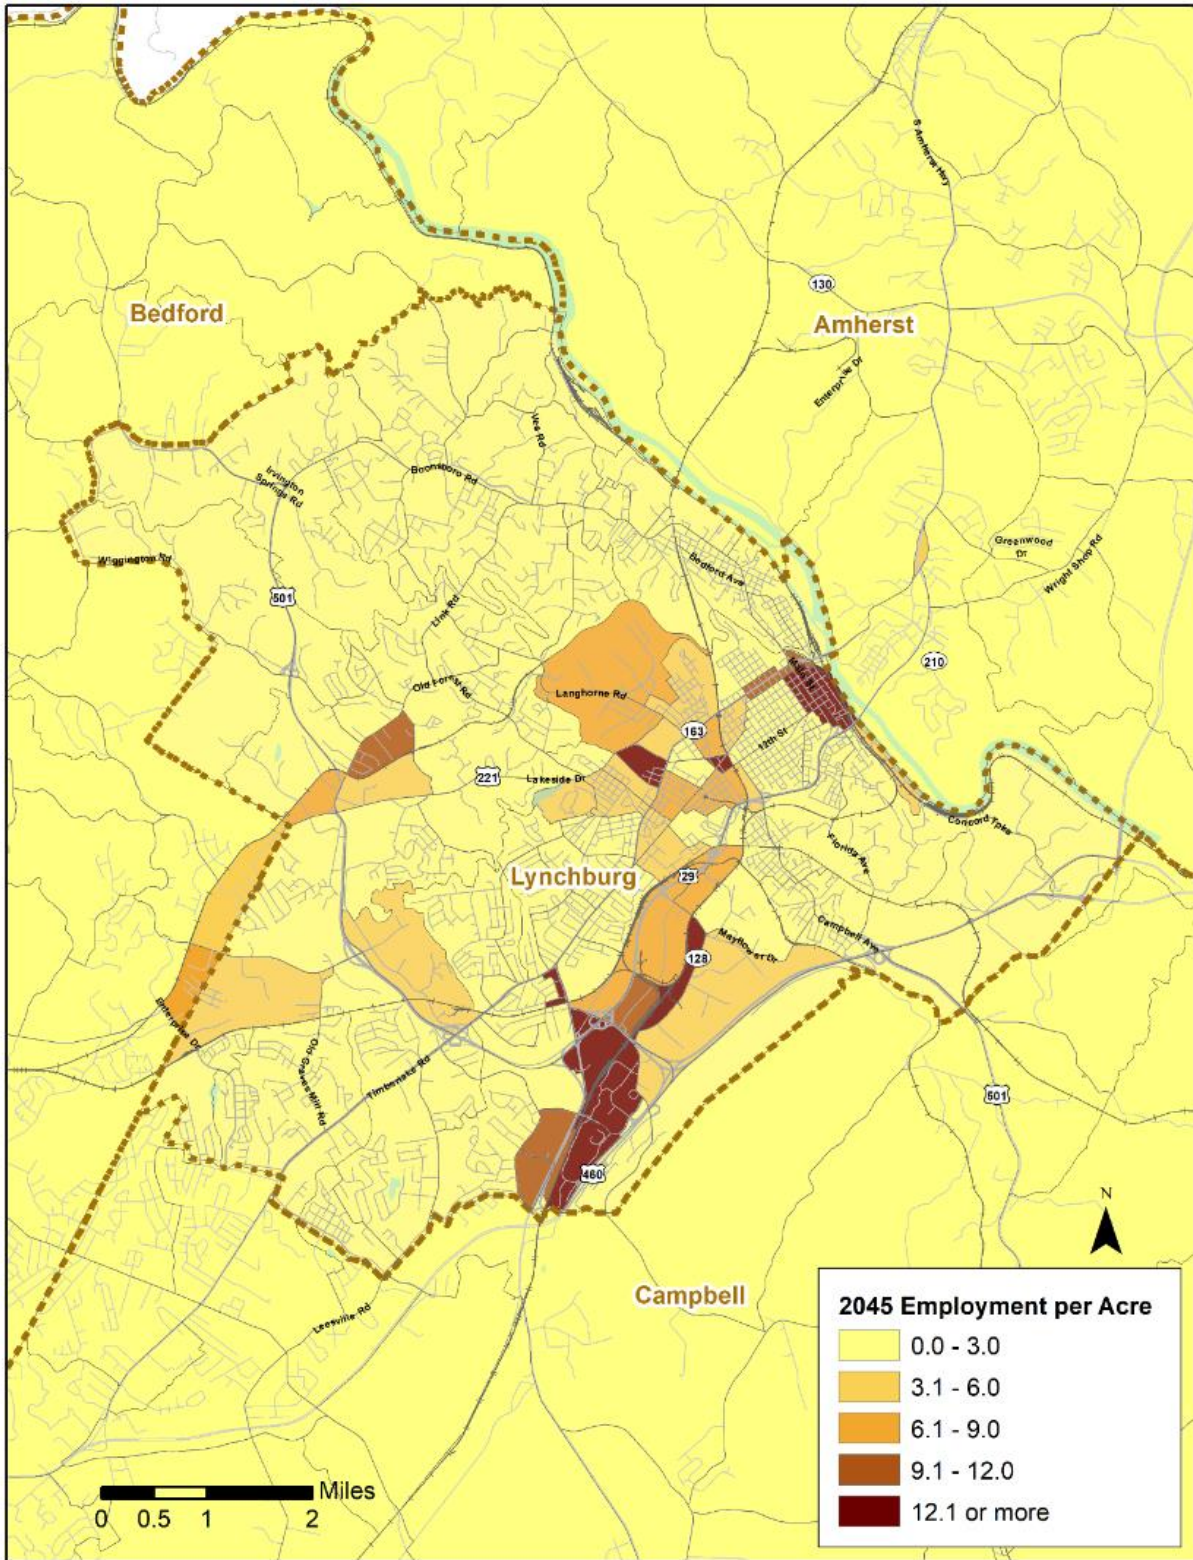 S Amherst Hwy
130
Bedford
Amherst
Enterprise Dr
Ves Rd
Boonsboro Rd
Irvington
Springs Rd
Wiggington Rd
Greenwood
Dr
Wright Shop Rd
Bedford Ave
501
Link Rd
210
Old Forest Rd
Langhorne Rd
Main St
163
12th St
221
Lakeside Dr
Concord Tpke
Florida Ave
Lynchburg
29
Campbell Ave
Mayflower Dr
128
Enterprise Dr
Old Graves Mill Rd
Timberlake Rd
501
460
N
Campbell
Leesville Rd
2045 Employment per Acre
0.0 - 3.0
3.1 - 6.0
6.1 - 9.0
9.1 - 12.0
12.1 or more
Miles
0 0.5 1 2